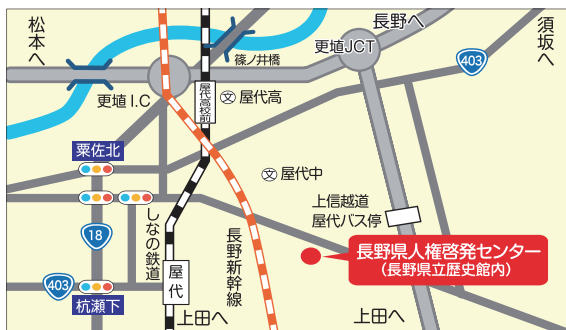 松本へ
長野へ
須坂へ
更埴JCT
403
篠ノ井橋
更埴I.C
屋代高校前
文 屋代高
粟佐北
文 屋代中
上信越道
屋代バス停
しなの鉄道
長野新幹線
18
長野県人権啓発センター
(長野県立歴史館内)
403
屋代
杭瀬下
上田へ
上田へ